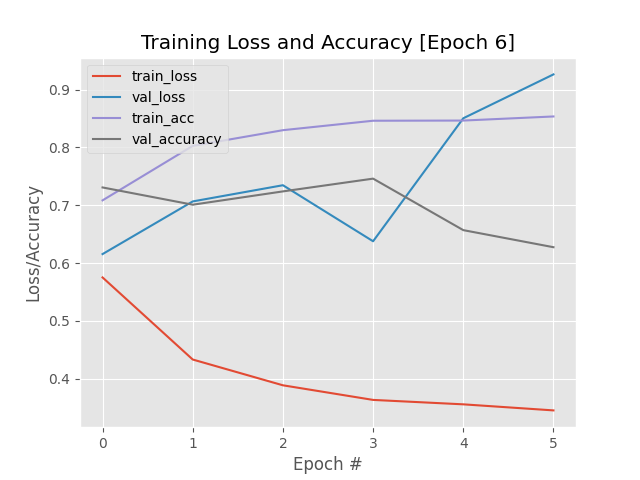 Training Loss and Accuracy [Epoch 6]
train_loss
val_loss
train_acc
val_accuracy
Loss/Accuracy
0.9
0.8
0.7
0.6
0.5
0.4
0 1 2 3 4 5
Epoch #